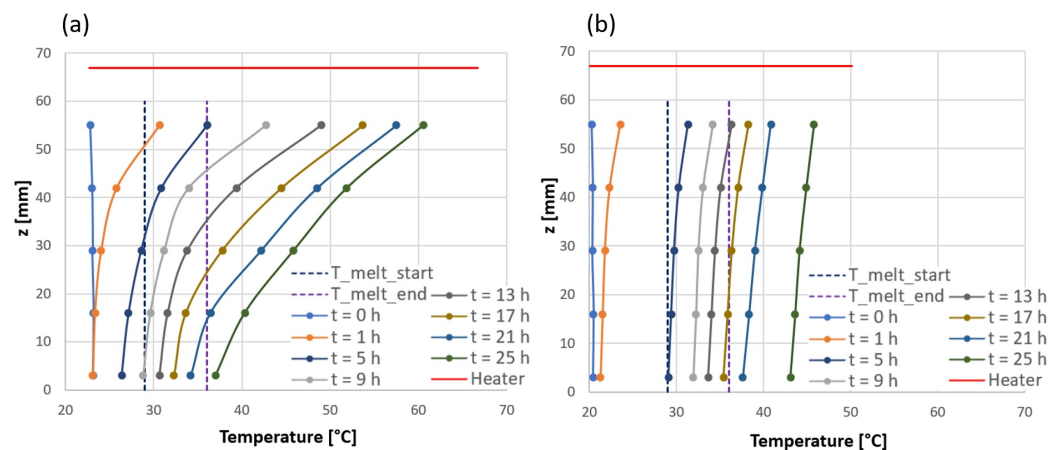 (a)
70
60
50
40
30
20
10
0
z [mm]
20 30 40 50 60 70
Temperature [°C]
T_melt_start
T_melt_end
t = 0 h
t = 1 h
t = 5 h
t = 9 h
t = 13 h
t = 17 h
t = 21 h
t = 25 h
Heater
(b)
70
60
50
40
30
20
10
0
z [mm]
20 30 40 50 60 70
Temperature [°C]
T_melt_start
T_melt_end
t = 0 h
t = 1 h
t = 5 h
t = 9 h
t = 13 h
t = 17 h
t = 21 h
t = 25 h
Heater